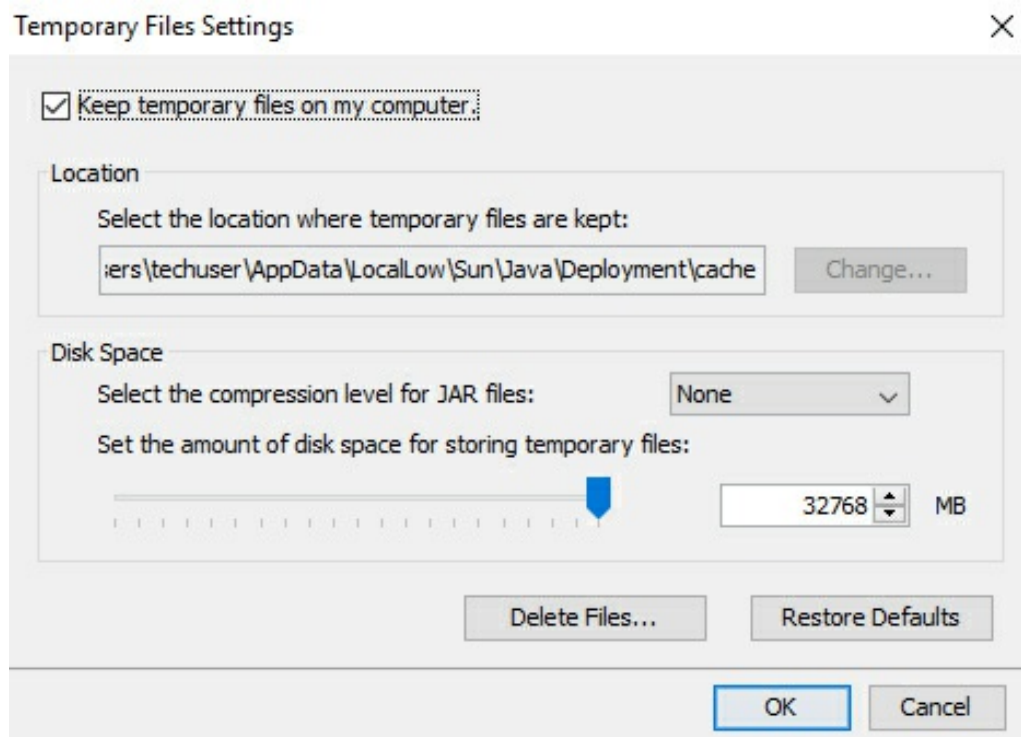 Temporary Files Settings
Keep temporary files on my computer.
Location
Select the location where temporary files are kept:
ers\techuser\AppData\LocalLow\Sun\Java\Deployment\cache
Change...
Disk Space
Select the compression level for JAR files:
None
Set the amount of disk space for storing temporary files:
32768 MB
Delete Files...
Restore Defaults
OK
Cancel